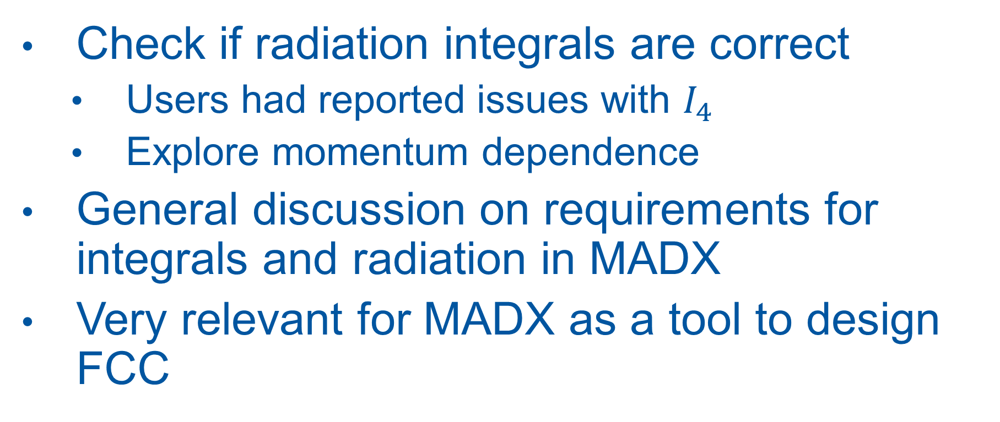 • Check if radiation integrals are correct
• Users had reported issues with I₄
• Explore momentum dependence
• General discussion on requirements for
integrals and radiation in MADX
• Very relevant for MADX as a tool to design
FCC